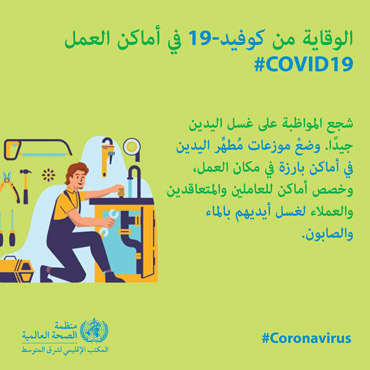 الوقاية من كوفيد-19 في أماكن العمل
#COVID19
شجع المواظبة على غسل اليدين
جيدًا. وضعْ موزعات مُطهِّر اليدين
في أماكن بارزة في مكان العمل،
وخصص أماكن للعاملين والمتعاقدين
والعملاء لغسل أيديهم بالماء
والصابون.
منظمة
الصحة العالمية
المكتب الإقليمي لشرق المتوسط
#Coronavirus